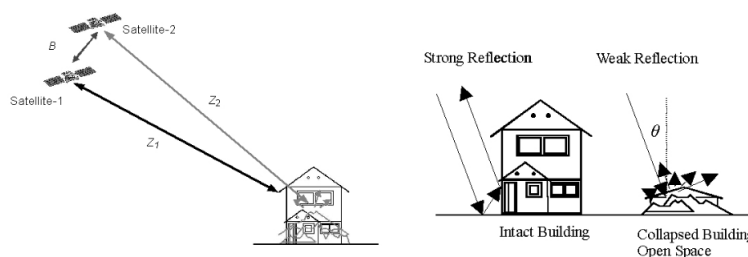 Satellite-2
B
Satellite-1
Z2
Z1
Strong Reflection
Weak Reflection
θ
Intact Building
Collapsed Building
Open Space